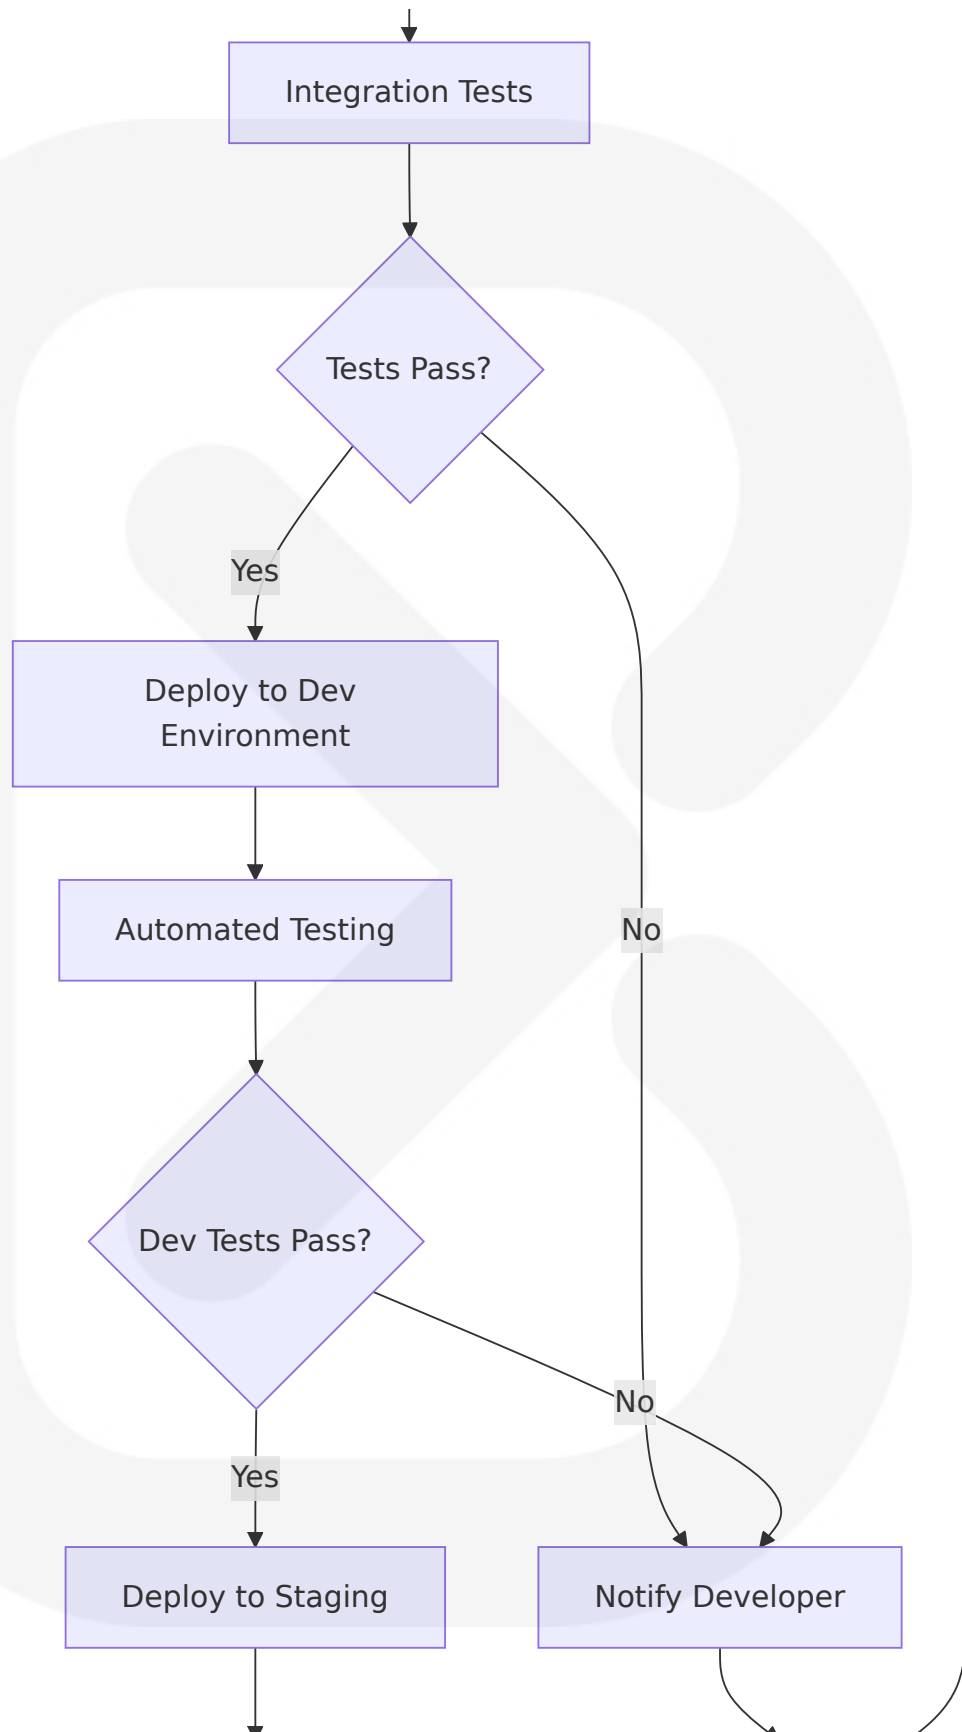 Integration Tests
Tests Pass?
Yes
Deploy to Dev
Environment
Automated Testing
No
Dev Tests Pass?
No
Yes
Deploy to Staging
Notify Developer